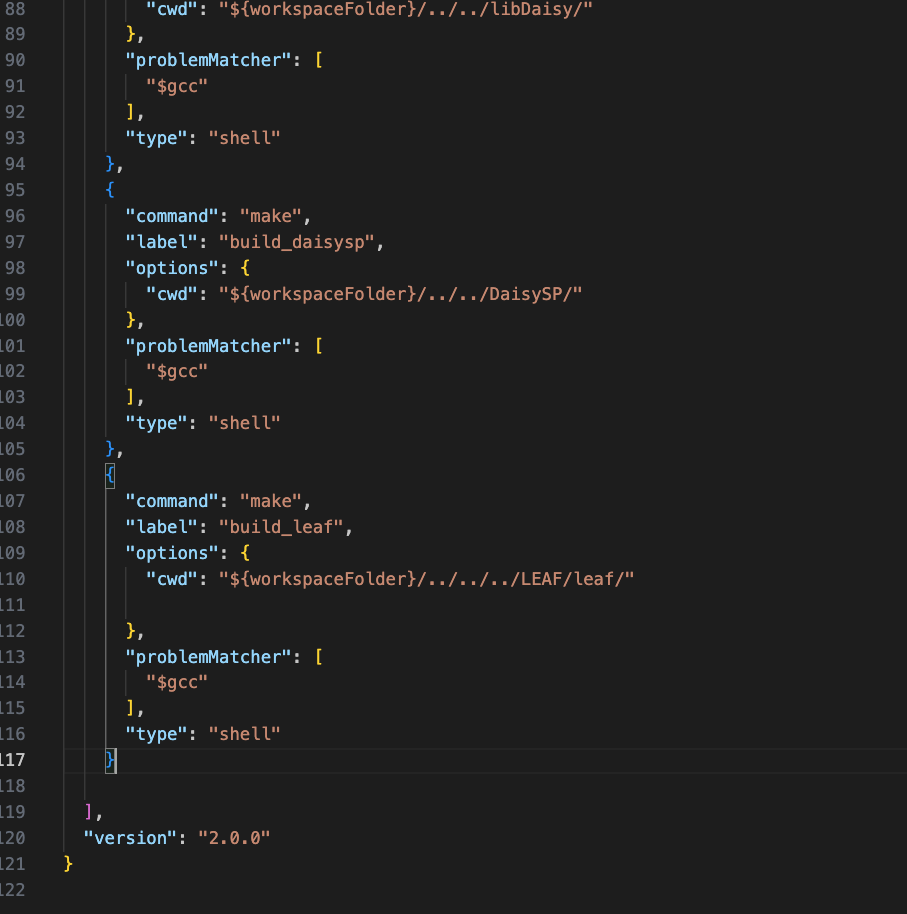 88 "cwd": "${workspaceFolder}/../../libDaisy/"
89 },
90 "problemMatcher": [
91 "$gcc"
92 ],
93 "type": "shell"
94 },
95 {
96 "command": "make",
97 "label": "build_daisysp",
98 "options": {
99 "cwd": "${workspaceFolder}/../../DaisySP/"
100 },
101 "problemMatcher": [
102 "$gcc"
103 ],
104 "type": "shell"
105 },
106 {
107 "command": "make",
108 "label": "build_leaf",
109 "options": {
110 "cwd": "${workspaceFolder}/../../../LEAF/leaf/"
111
112 },
113 "problemMatcher": [
114 "$gcc"
115 ],
116 "type": "shell"
117 }
118
119 ],
120 "version": "2.0.0"
121 }
122